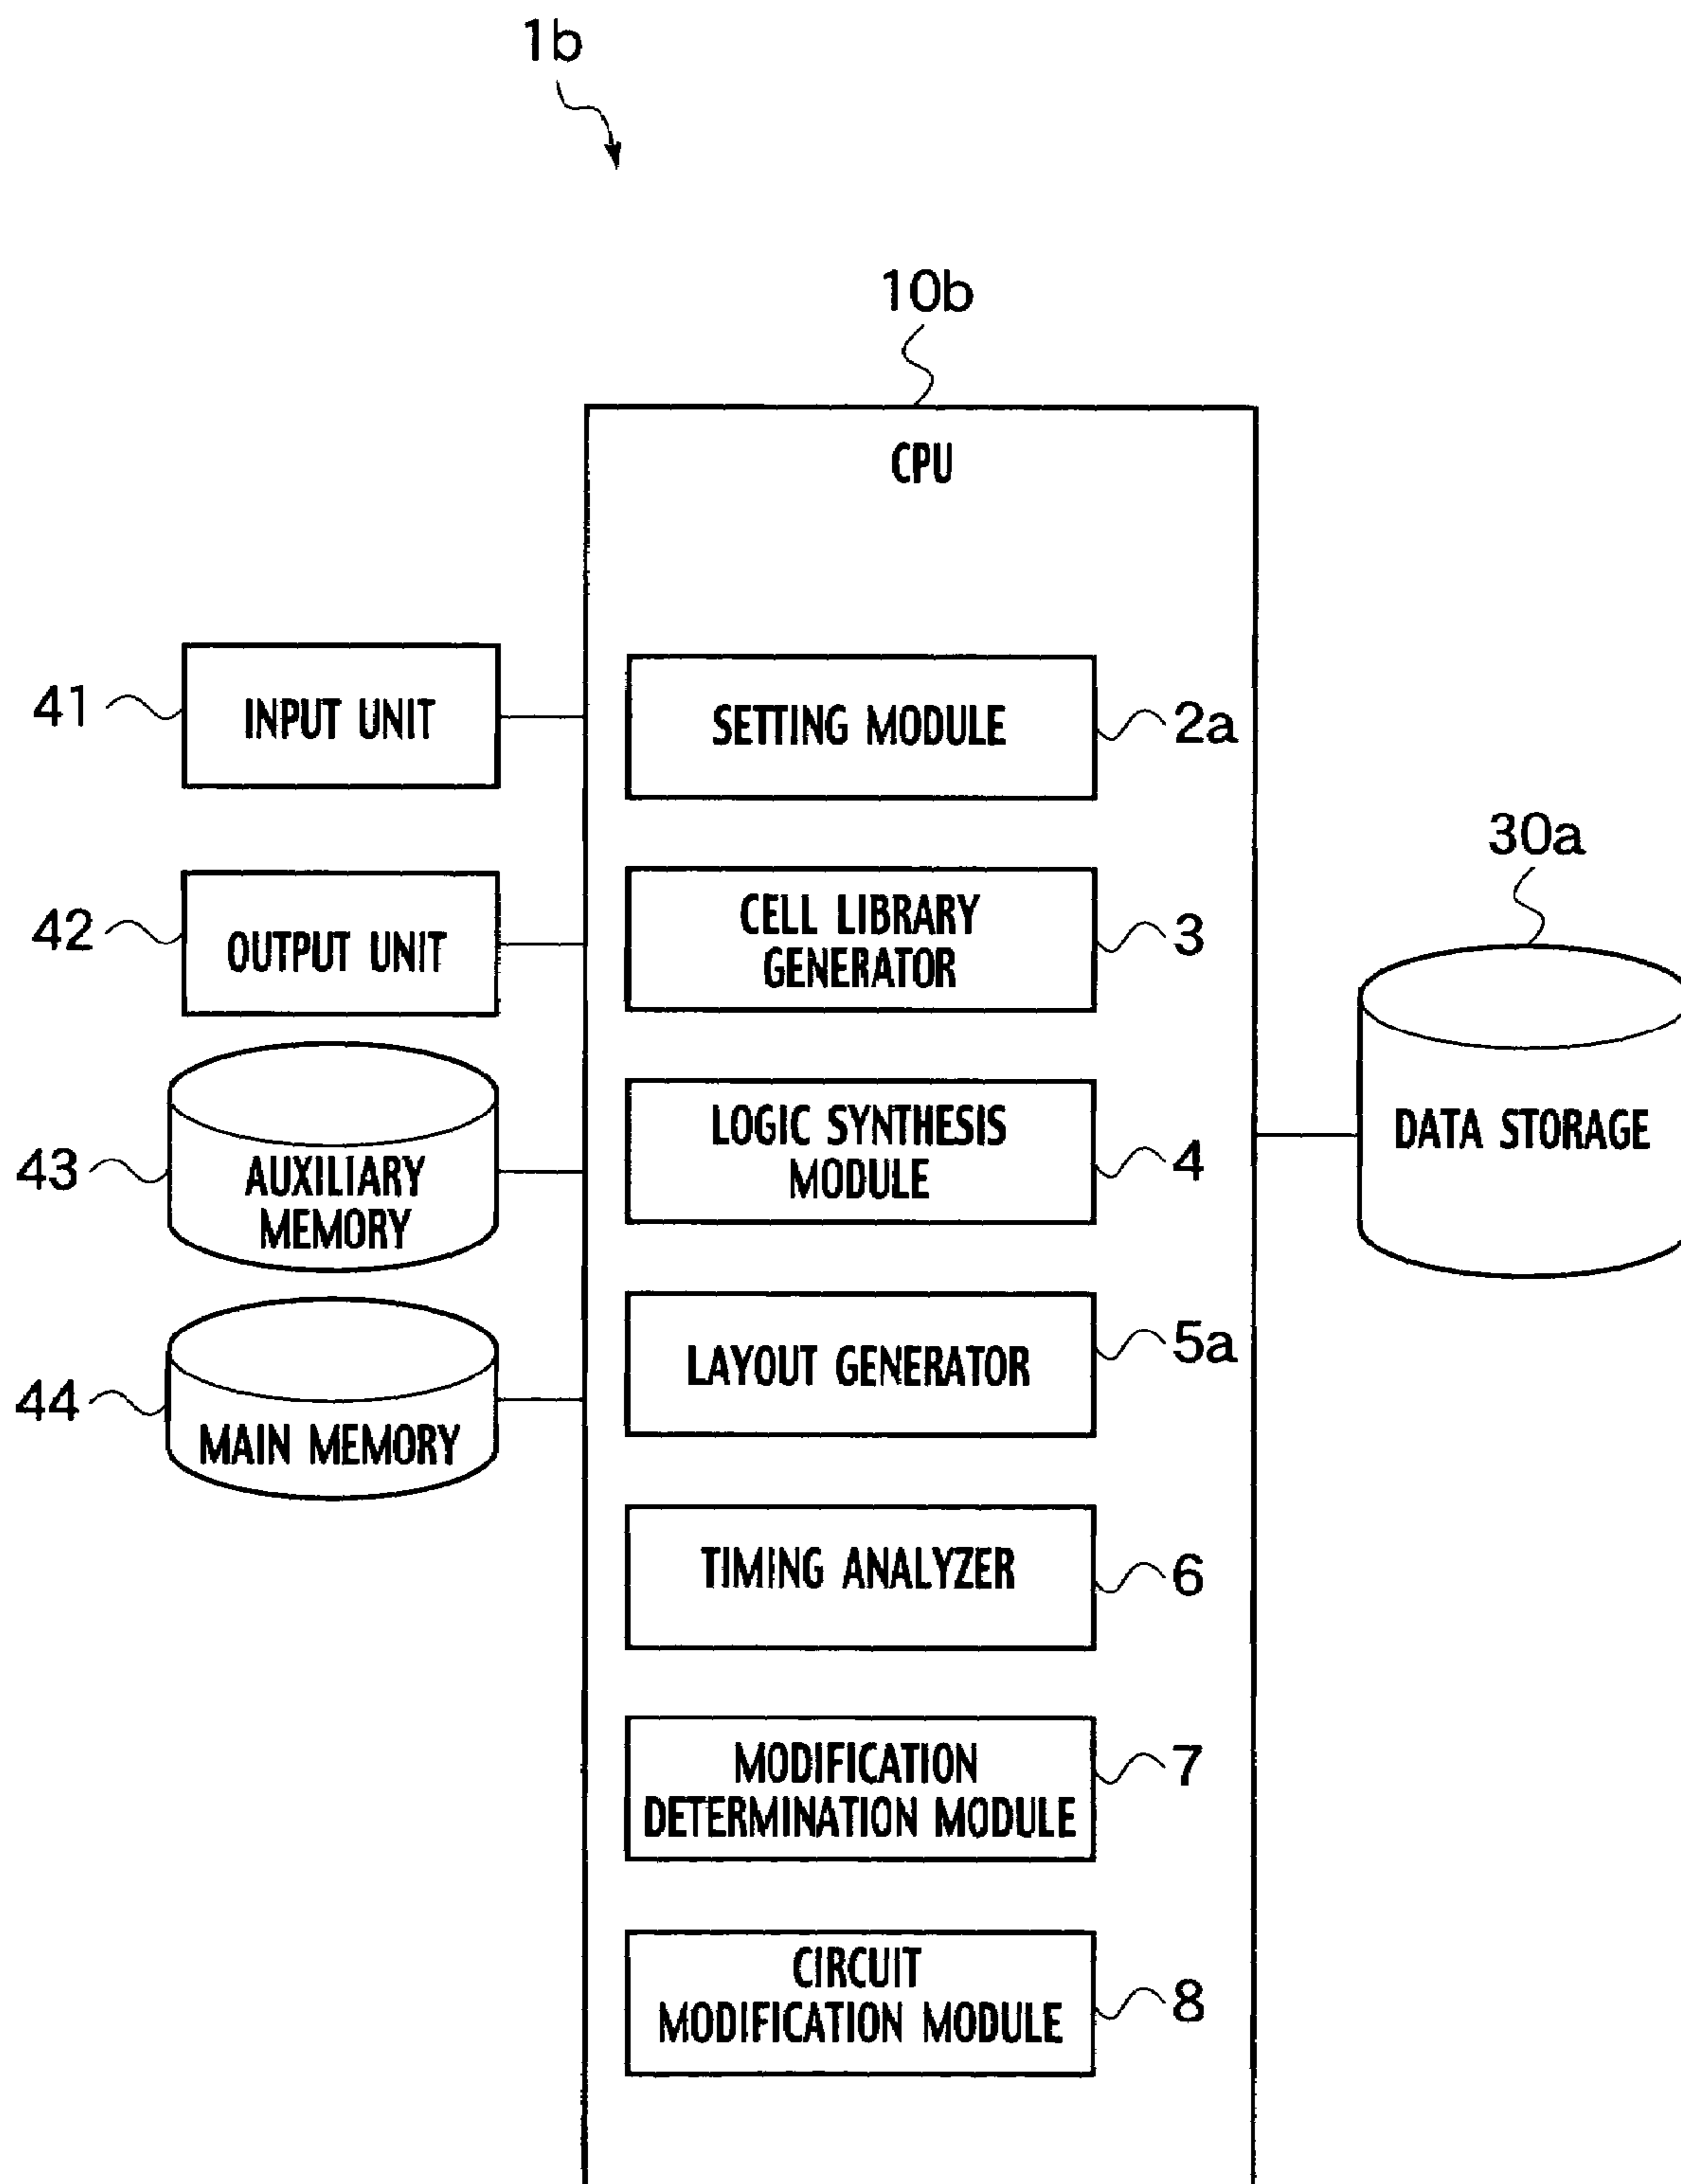 1b
10b
CPU
41
INPUT UNIT
SETTING MODULE
2a
42
OUTPUT UNIT
CELL LIBRARY
GENERATOR
3
30a
DATA STORAGE
43
AUXILIARY
MEMORY
LOGIC SYNTHESIS
MODULE
4
44
MAIN MEMORY
LAYOUT GENERATOR
5a
TIMING ANALYZER
6
MODIFICATION
DETERMINATION MODULE
7
CIRCUIT
MODIFICATION MODULE
8